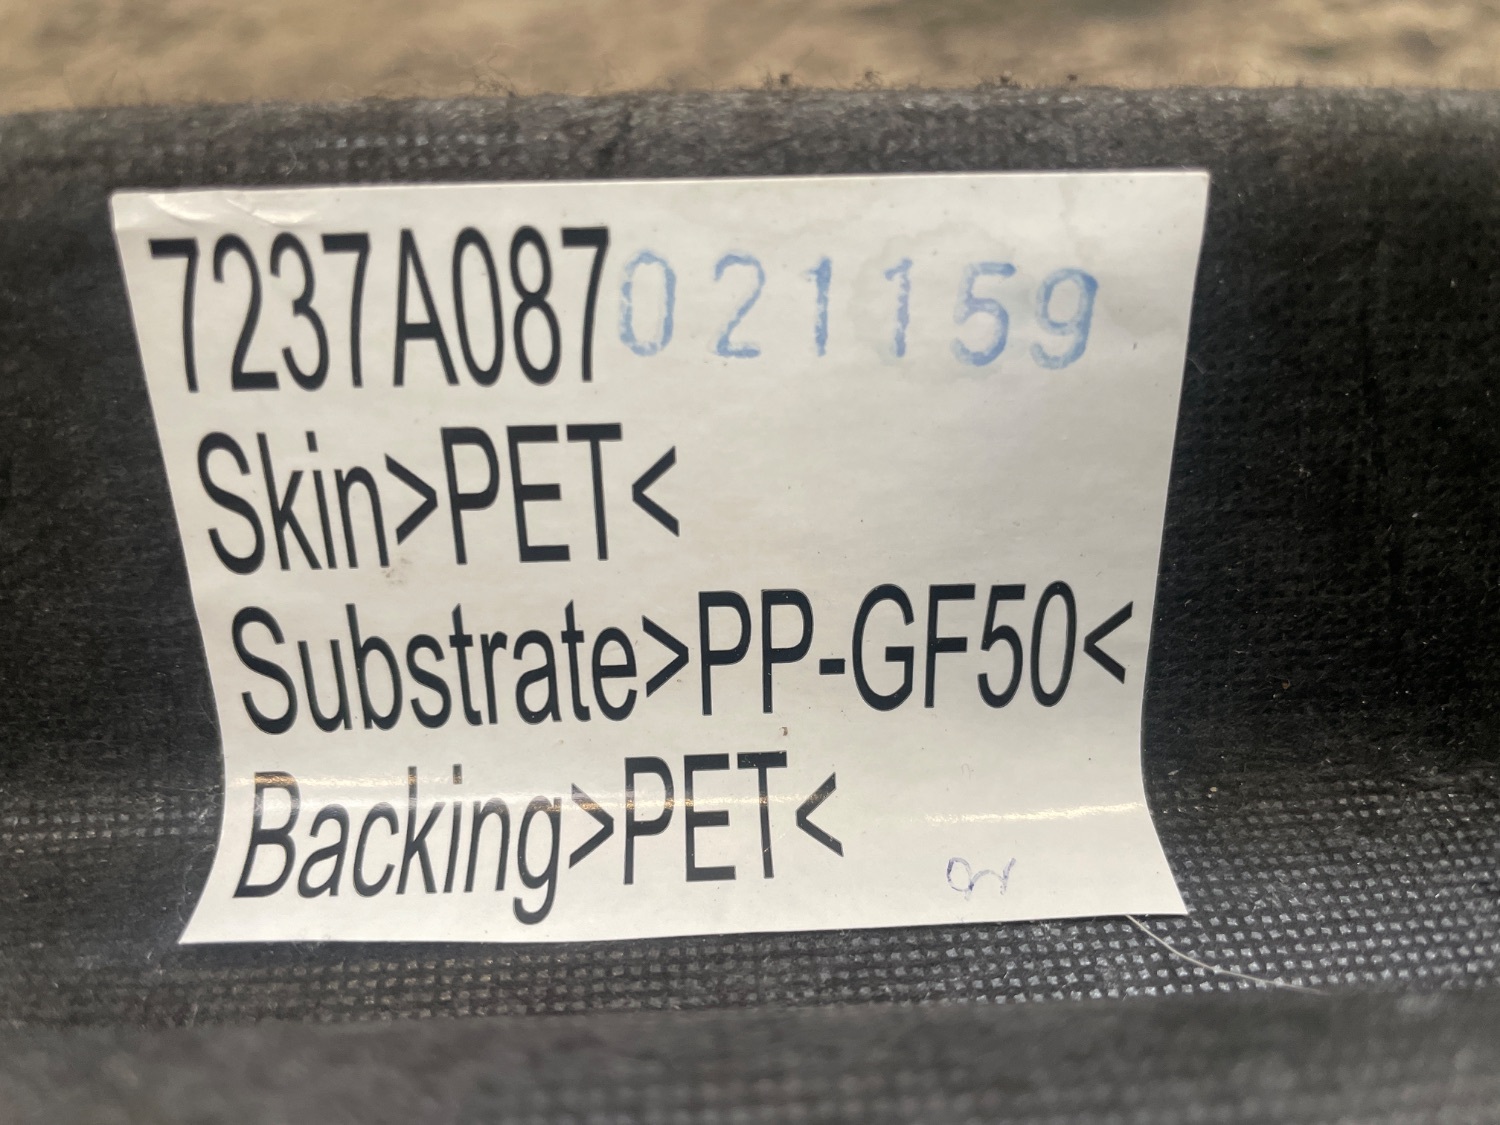 7237A087 021159
Skin>PET<
Substrate>PP-GF50<
Backing>PET<